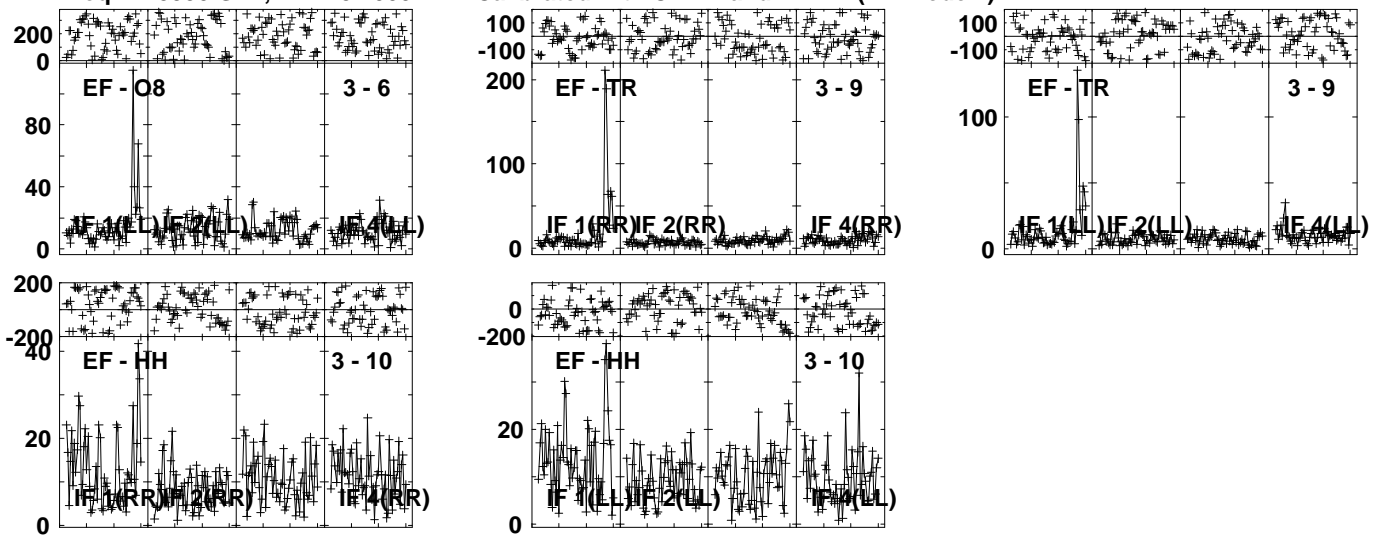 200
0
80
40
0
EF - O8
3 - 6
IF 1(LL)
IF 2(LL)
IF 4(LL)
100
-100
200
100
0
EF - TR
3 - 9
IF 1(RR)
IF 2(RR)
IF 4(RR)
100
-100
100
0
EF - TR
3 - 9
IF 1(LL)
IF 2(LL)
IF 4(LL)
200
-200
40
20
0
EF - HH
3 - 10
IF 1(RR)
IF 2(RR)
IF 4(RR)
0
-200
20
0
EF - HH
3 - 10
IF 1(LL)
IF 2(LL)
IF 4(LL)